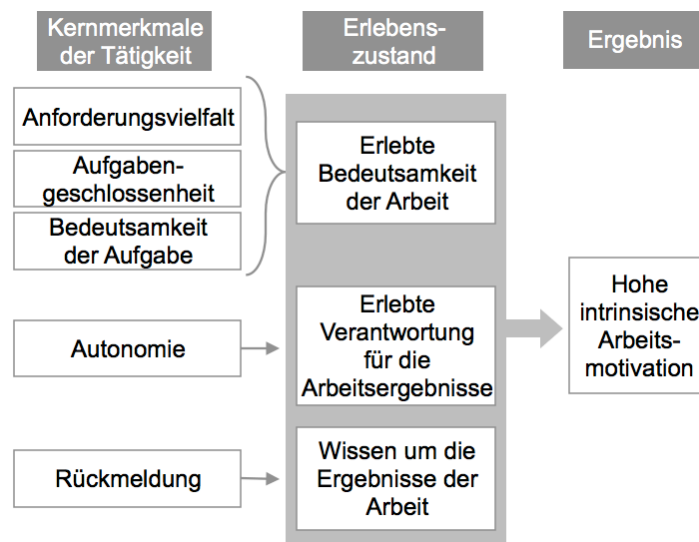 Kernmerkmale
der Tätigkeit
Erlebens-
zustand
Ergebnis
Anforderungsvielfalt
Aufgaben-
geschlossenheit
Bedeutsamkeit
der Aufgabe
Erlebte
Bedeutsamkeit
der Arbeit
Autonomie
Erlebte
Verantwortung
für die
Arbeitsergebnisse
Rückmeldung
Wissen um die
Ergebnisse der
Arbeit
Hohe
intrinsische
Arbeits-
motivation